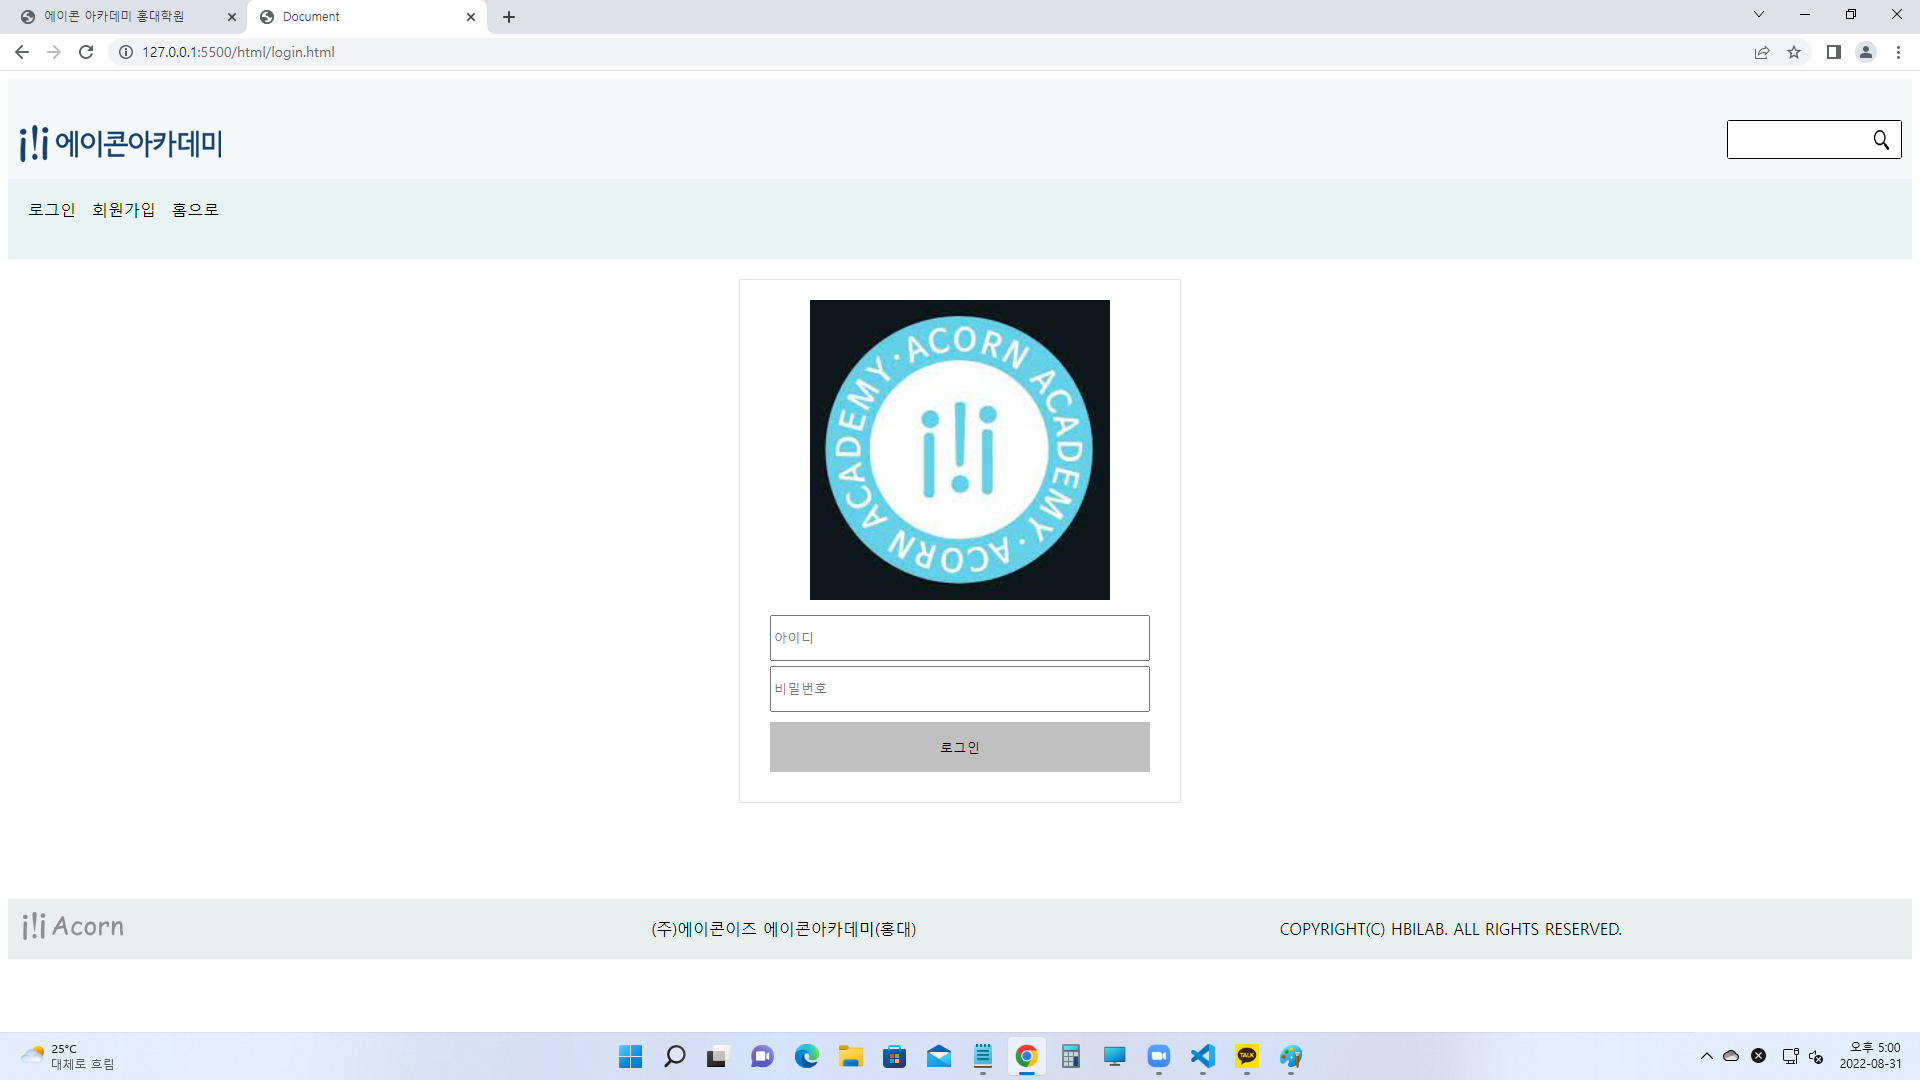 에이콘 아카데미 홍대학원
Document
127.0.0.1:5500/html/login.html
에이콘아카데미
로그인 회원가입 홈으로
ACORN ACADEMY · ACORN ACADEMY ·
아이디
비밀번호
로그인
Acorn
(주)에이콘이즈 에이콘아카데미(홍대)
COPYRIGHT(C) HBILAB. ALL RIGHTS RESERVED.
25°C
대체로 흐림
TALK
오후 5:00
2022-08-31